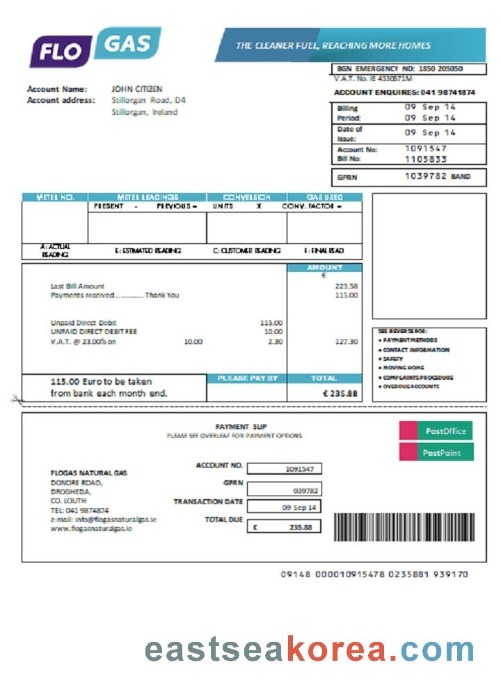 FLO GAS
THE CLEANER FUEL, REACHING MORE HOMES
BGN EMERGENCY NO: 1850 205050
V.A.T. No. IE 4530571M
Account Name: JOHN CITIZEN
Account address: Stillorgan Road, D4
Stillorgan, Ireland
ACCOUNT ENQUIRES: 041 98741874
Billing Period: 09 Sep 14
09 Sep 14
Date of Issue: 09 Sep 14
Account No: 1091547
Bill No: 1105833
GPRN 1039782 BAND
METER NO. METER READINGS CONVERSION GAS USED
PRESENT - PREVIOUS = UNITS X CONV. FACTOR =
A: ACTUAL READING E: ESTIMATED READING C: CUSTOMER READING F: FINAL READ
AMOUNT
€
Last Bill Amount 223.58
Payments received.............. Thank You 115.00
Unpaid Direct Debit 115.00
UNPAID DIRECT DEBIT FEE 10.00
V.A.T. @ 23.00% on 10.00 2.30 127.30
SEE REVERSE FOR:
• PAYMENT METHODS
• CONTACT INFORMATION
• SAFETY
• MOVING HOME
• COMPLAINTS PROCEDURE
• OVERDUE ACCOUNTS
115.00 Euro to be taken
from bank each month end.
PLEASE PAY BY TOTAL
€ 235.88
PAYMENT SLIP
PLEASE SEE OVERLEAF FOR PAYMENT OPTIONS
PostOffice
PostPoint
FLOGAS NATURAL GAS
DONORE ROAD,
DROGHEDA,
CO. LOUTH
TEL: 041 9874874
e-mail: info@flogasnaturalgas.ie
www.flogasnaturalgas.ie
ACCOUNT NO. 1091547
GPRN 039782
TRANSACTION DATE 09 Sep 14
TOTAL DUE € 235.88
09148 000010915478 0235881 939170
eastseakorea.com